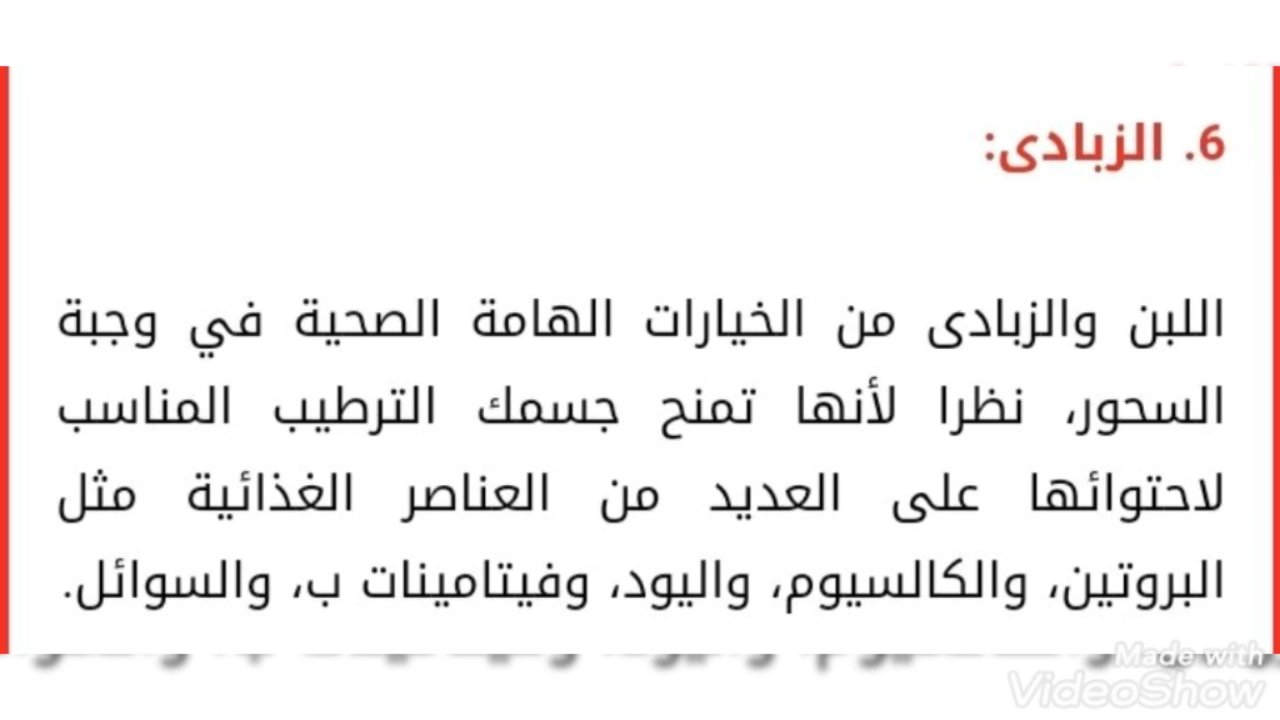 6. الزبادى:
اللبن والزبادى من الخيارات الهامة الصحية في وجبة
السحور، نظرا لأنها تمنح جسمك الترطيب المناسب
لاحتوائها على العديد من العناصر الغذائية مثل
البروتين، والكالسيوم، واليود، وفيتامينات ب، والسوائل.
Made with
VideoShow